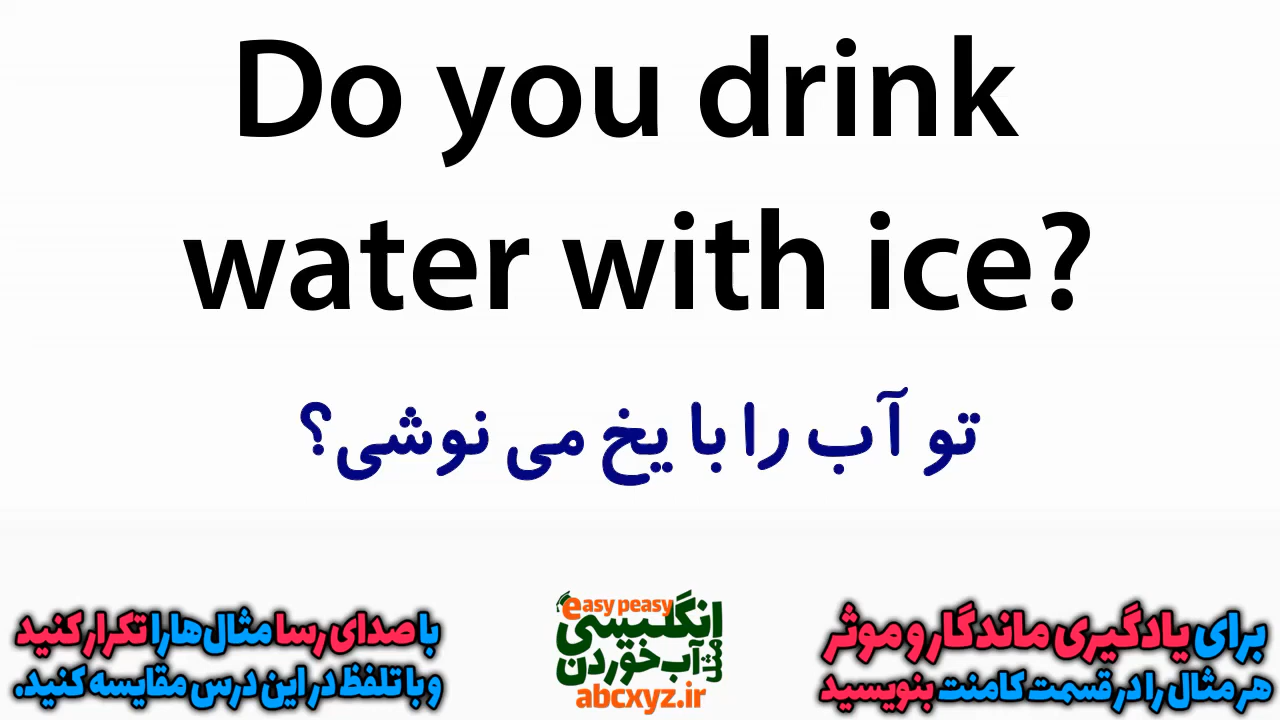 Do you drink
water with ice?
تو آب را با یخ می نوشی؟
برای یادگیری ماندگار و موثر
هر مثال را در قسمت کامنت بنویسید
easy peasy
انگلیسی
مثل
آب خوردن
abcxyz.ir
با صدای رسا مثال‌ها را تکرار کنید
و با تلفظ در این درس مقایسه کنید.